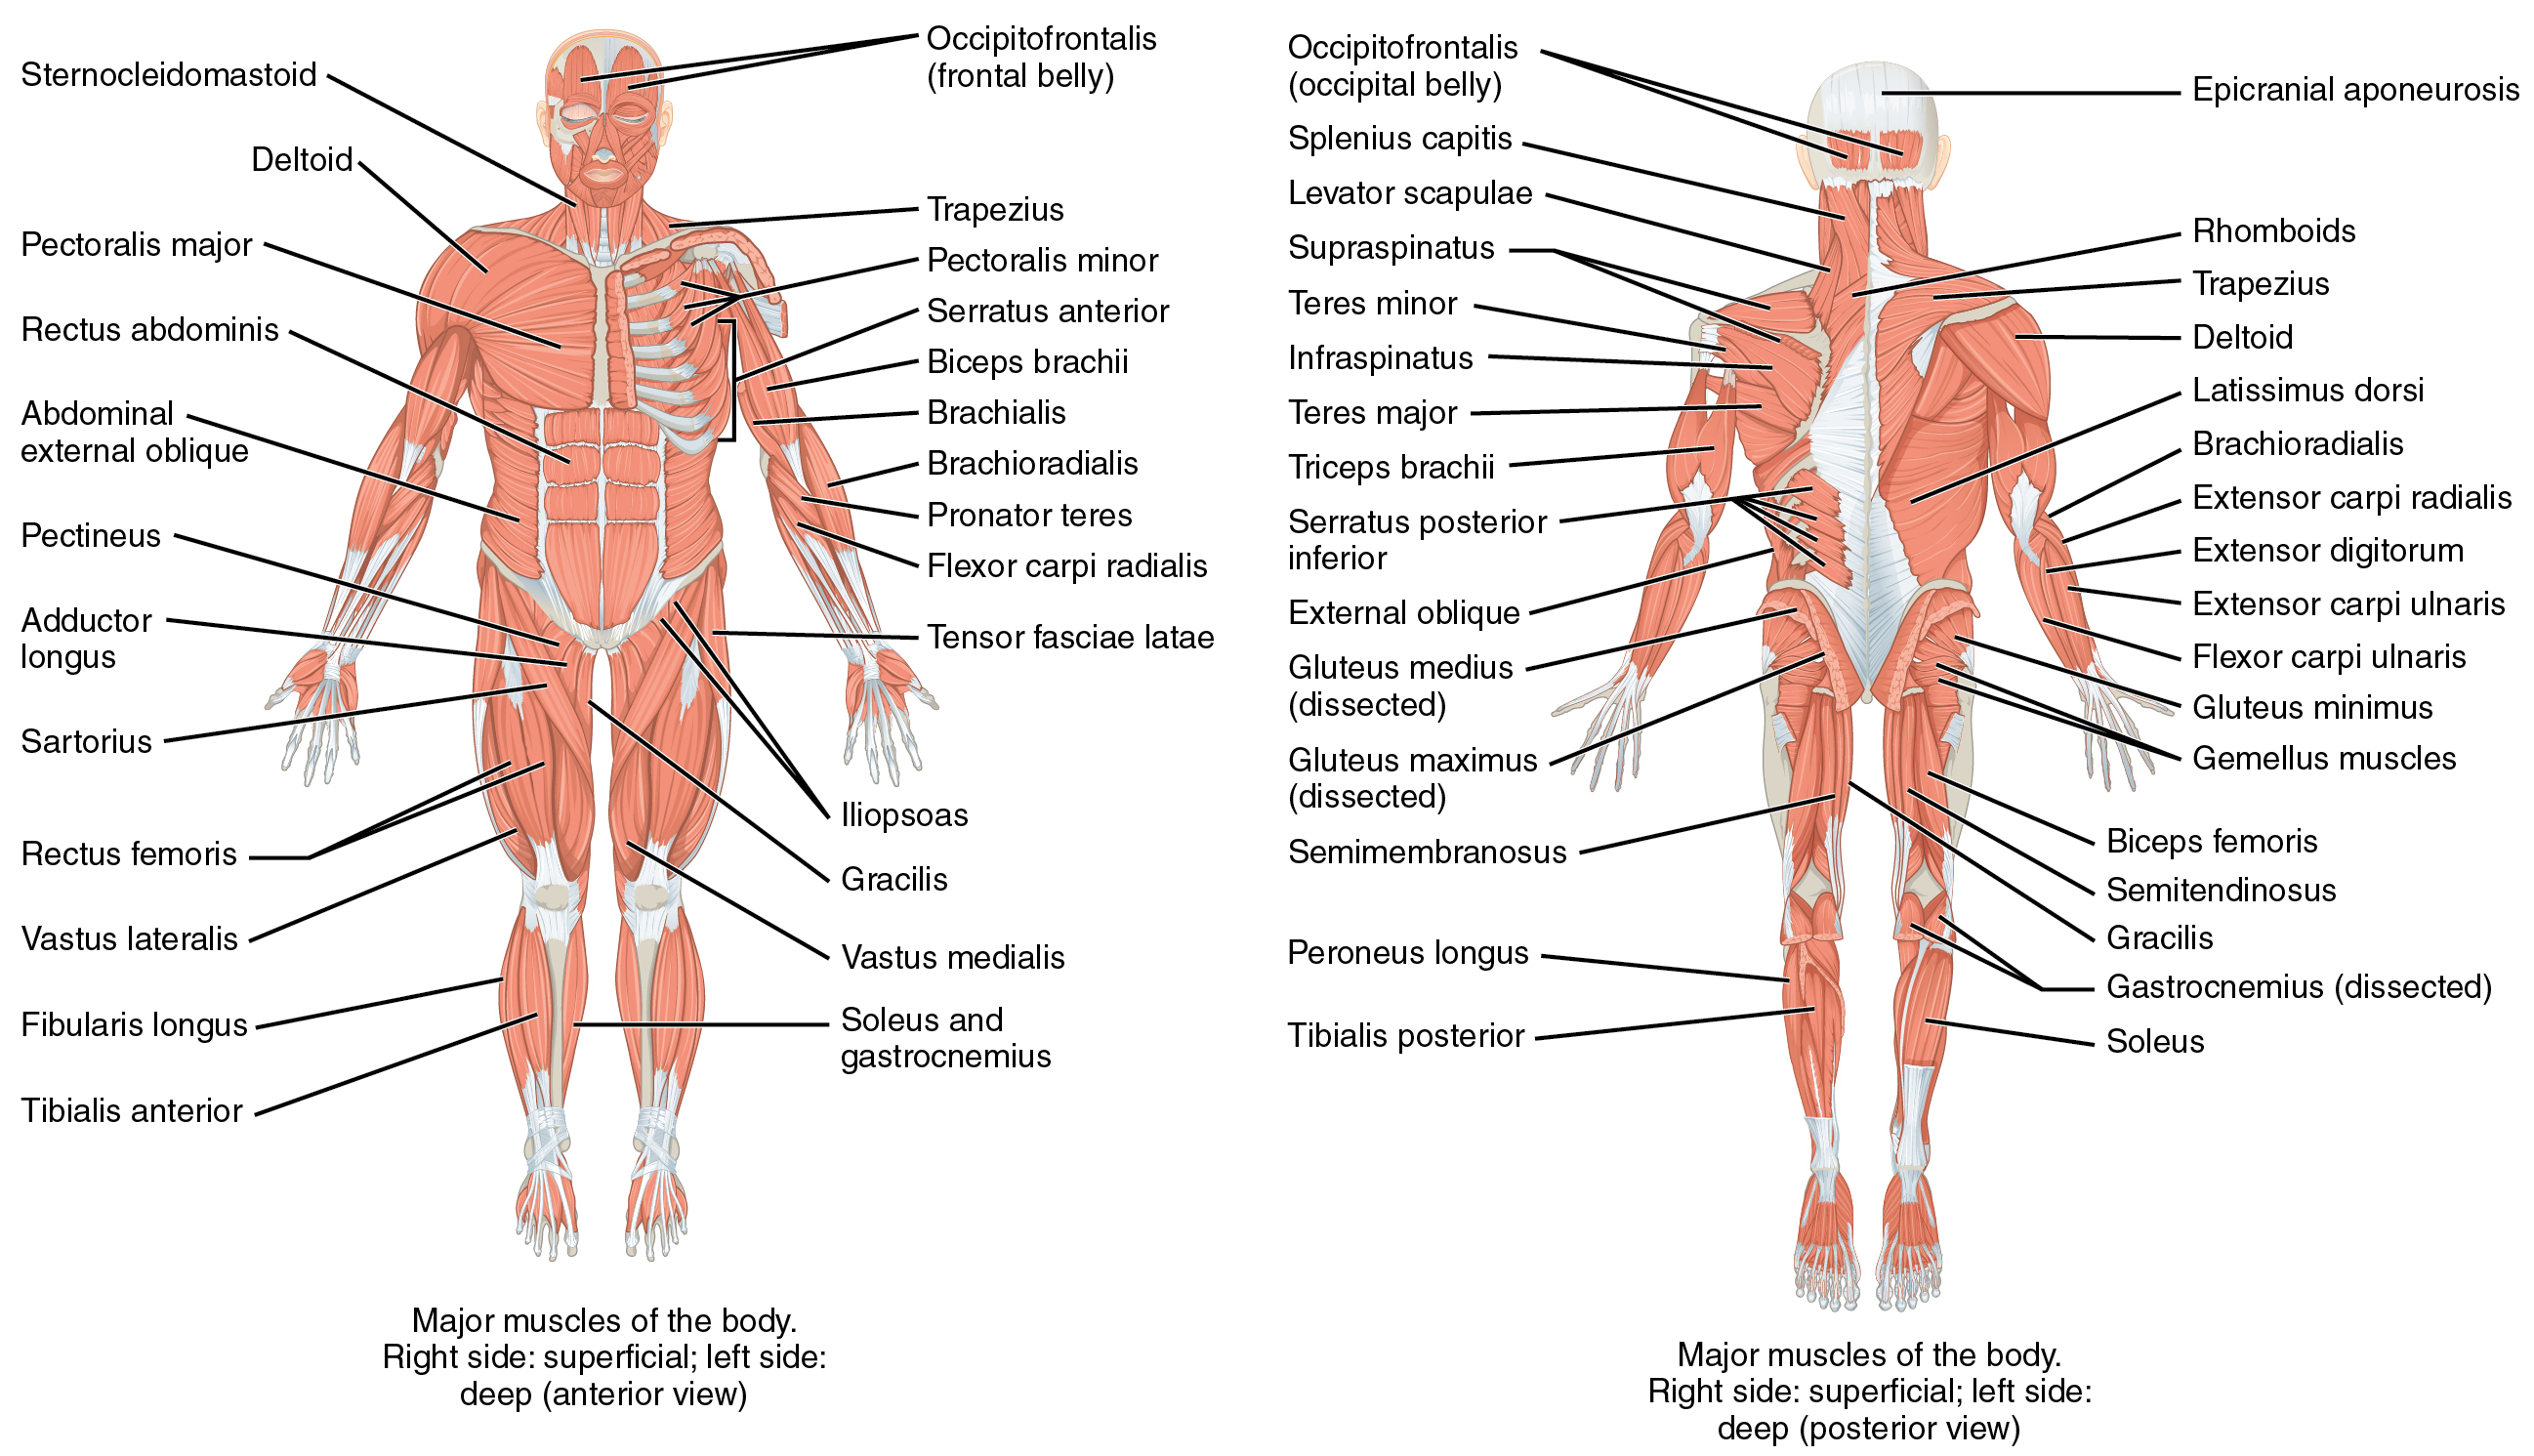 Sternocleidomastoid
Deltoid
Pectoralis major
Rectus abdominis
Abdominal
external oblique
Pectineus
Adductor
longus
Sartorius
Rectus femoris
Vastus lateralis
Fibularis longus
Tibialis anterior
Occipitofrontalis
(frontal belly)
Trapezius
Pectoralis minor
Serratus anterior
Biceps brachii
Brachialis
Brachioradialis
Pronator teres
Flexor carpi radialis
Tensor fasciae latae
Iliopsoas
Gracilis
Vastus medialis
Soleus and
gastrocnemius
Major muscles of the body.
Right side: superficial; left side:
deep (anterior view)
Occipitofrontalis
(occipital belly)
Splenius capitis
Levator scapulae
Supraspinatus
Teres minor
Infraspinatus
Teres major
Triceps brachii
Serratus posterior
inferior
External oblique
Gluteus medius
(dissected)
Gluteus maximus
(dissected)
Semimembranosus
Peroneus longus
Tibialis posterior
Epicranial aponeurosis
Rhomboids
Trapezius
Deltoid
Latissimus dorsi
Brachioradialis
Extensor carpi radialis
Extensor digitorum
Extensor carpi ulnaris
Flexor carpi ulnaris
Gluteus minimus
Gemellus muscles
Biceps femoris
Semitendinosus
Gracilis
Gastrocnemius (dissected)
Soleus
Major muscles of the body.
Right side: superficial; left side:
deep (posterior view)